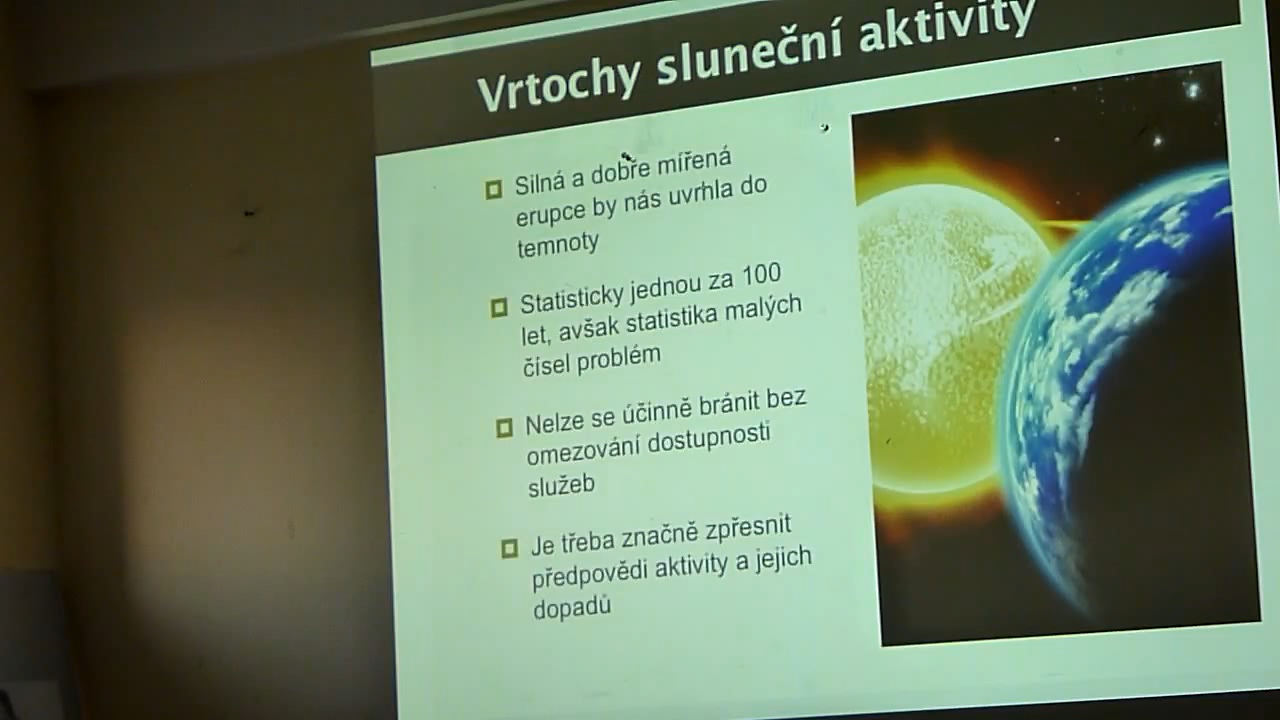 Vrtochy sluneční aktivity
Silná a dobře mířená
erupce by nás uvrhla do
temnoty
Statisticky jednou za 100
let, avšak statistika malých
čísel problém
Nelze se účinně bránit bez
omezování dostupnosti
služeb
Je třeba značně zpřesnit
předpovědi aktivity a jejich
dopadů